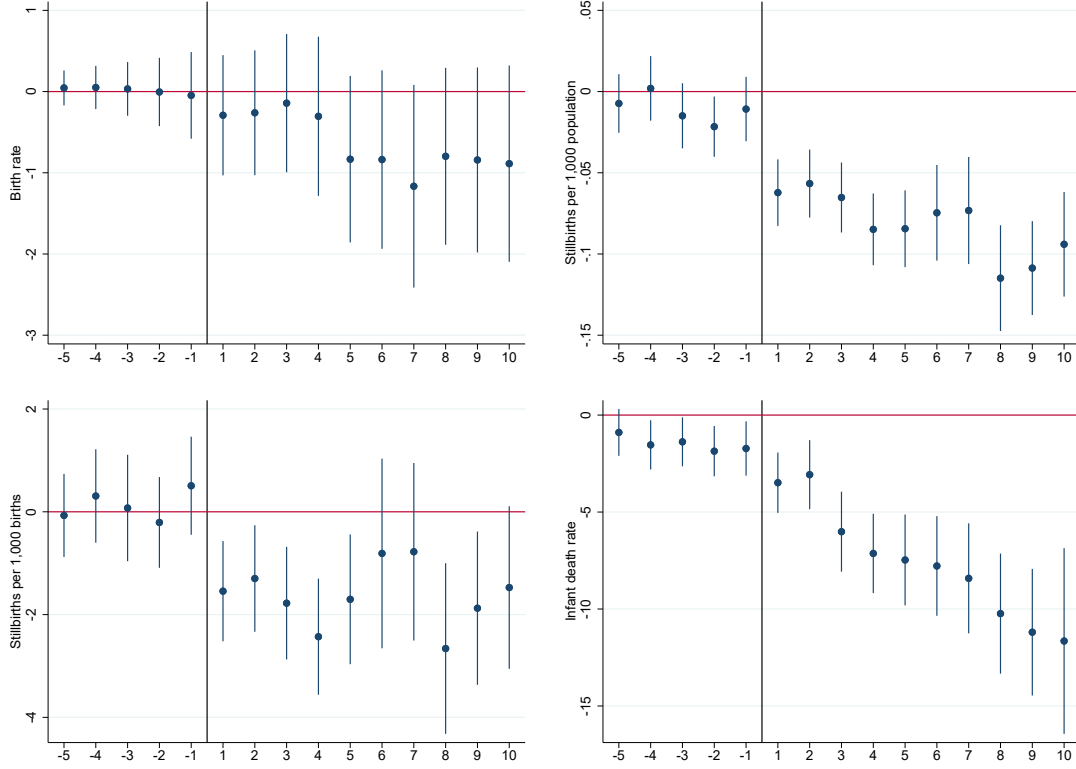 Birth rate
1
0
-1
-2
-3
-5 -4 -3 -2 -1 1 2 3 4 5 6 7 8 9 10
Stillbirths per 1,000 population
.05
0
-.05
-.1
-.15
-5 -4 -3 -2 -1 1 2 3 4 5 6 7 8 9 10
Stillbirths per 1,000 births
2
0
-2
-4
-5 -4 -3 -2 -1 1 2 3 4 5 6 7 8 9 10
Infant death rate
0
-5
-10
-15
-5 -4 -3 -2 -1 1 2 3 4 5 6 7 8 9 10